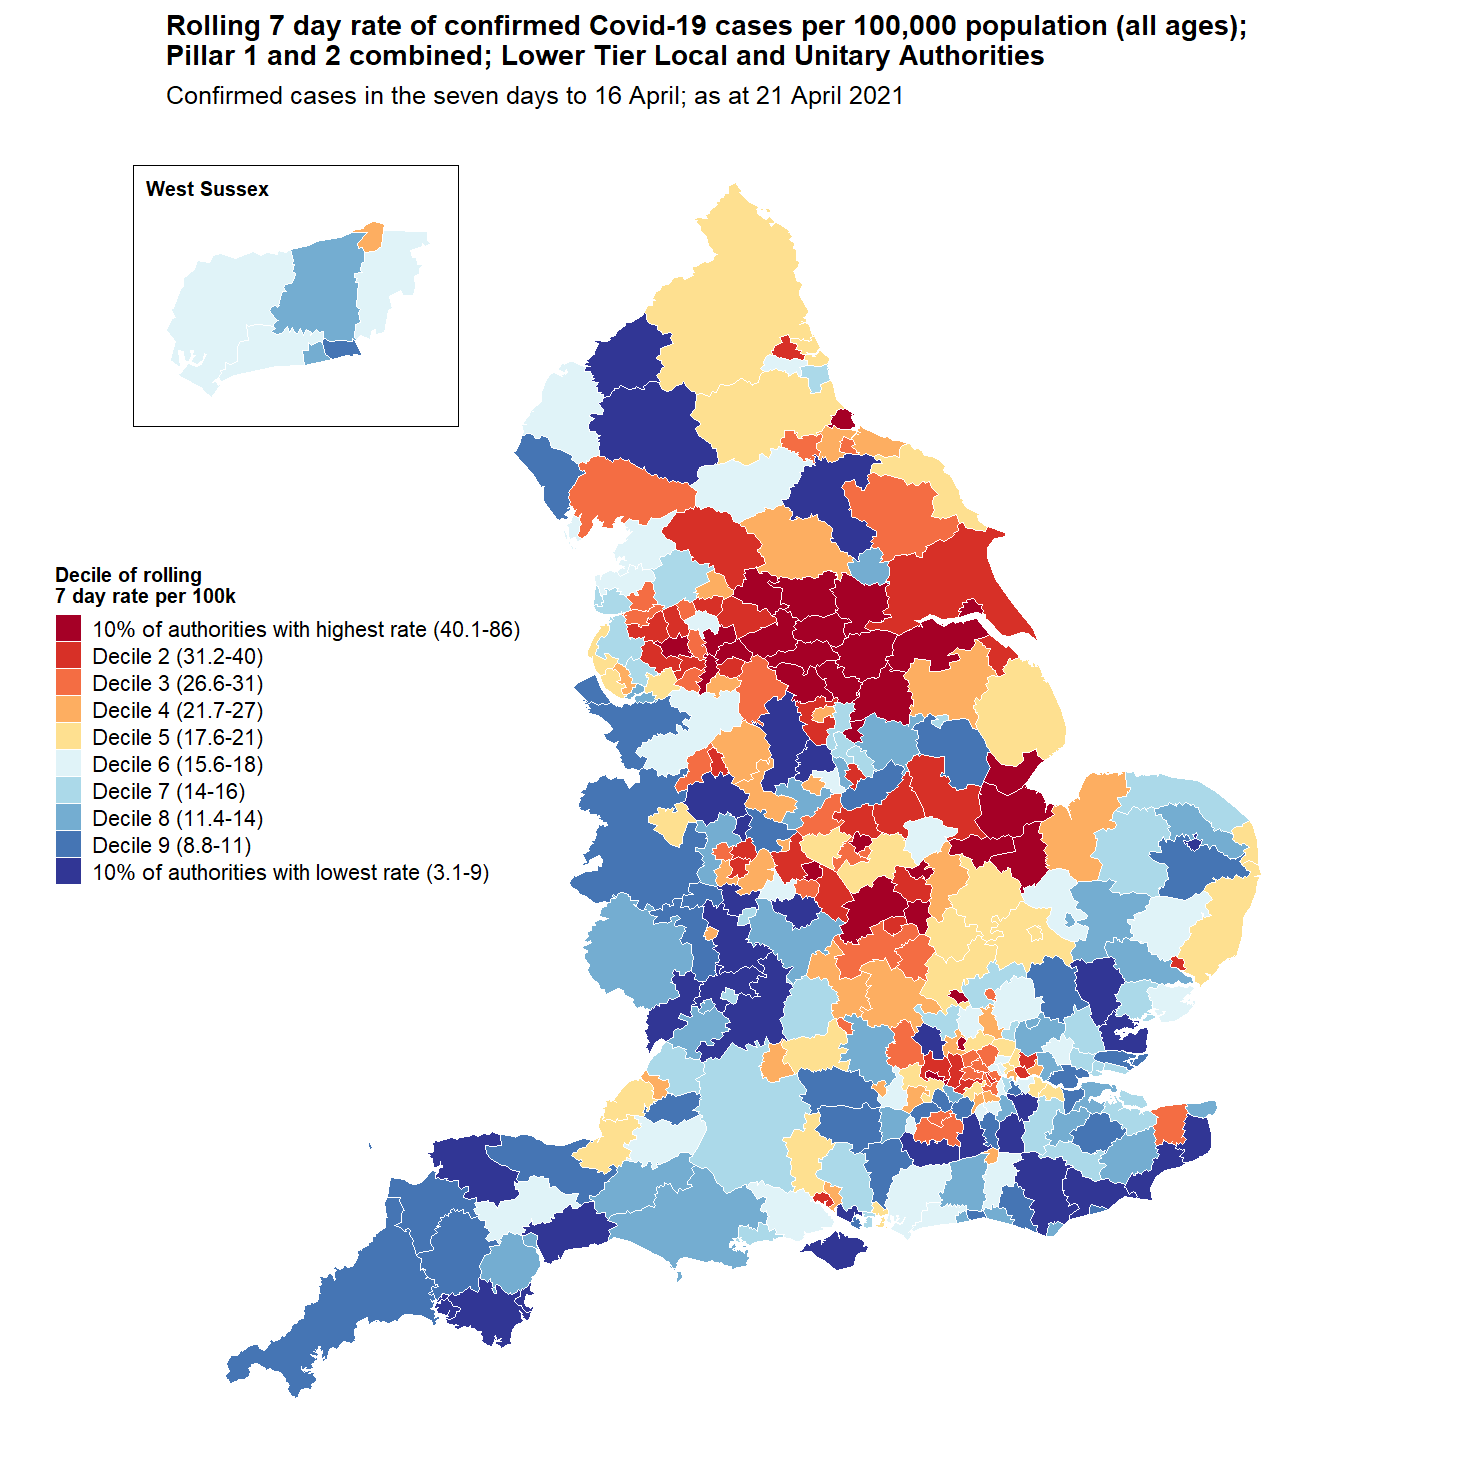 Rolling 7 day rate of confirmed Covid-19 cases per 100,000 population (all ages);
Pillar 1 and 2 combined; Lower Tier Local and Unitary Authorities
Confirmed cases in the seven days to 16 April; as at 21 April 2021
West Sussex
Decile of rolling
7 day rate per 100k
10% of authorities with highest rate (40.1-86)
Decile 2 (31.2-40)
Decile 3 (26.6-31)
Decile 4 (21.7-27)
Decile 5 (17.6-21)
Decile 6 (15.6-18)
Decile 7 (14-16)
Decile 8 (11.4-14)
Decile 9 (8.8-11)
10% of authorities with lowest rate (3.1-9)